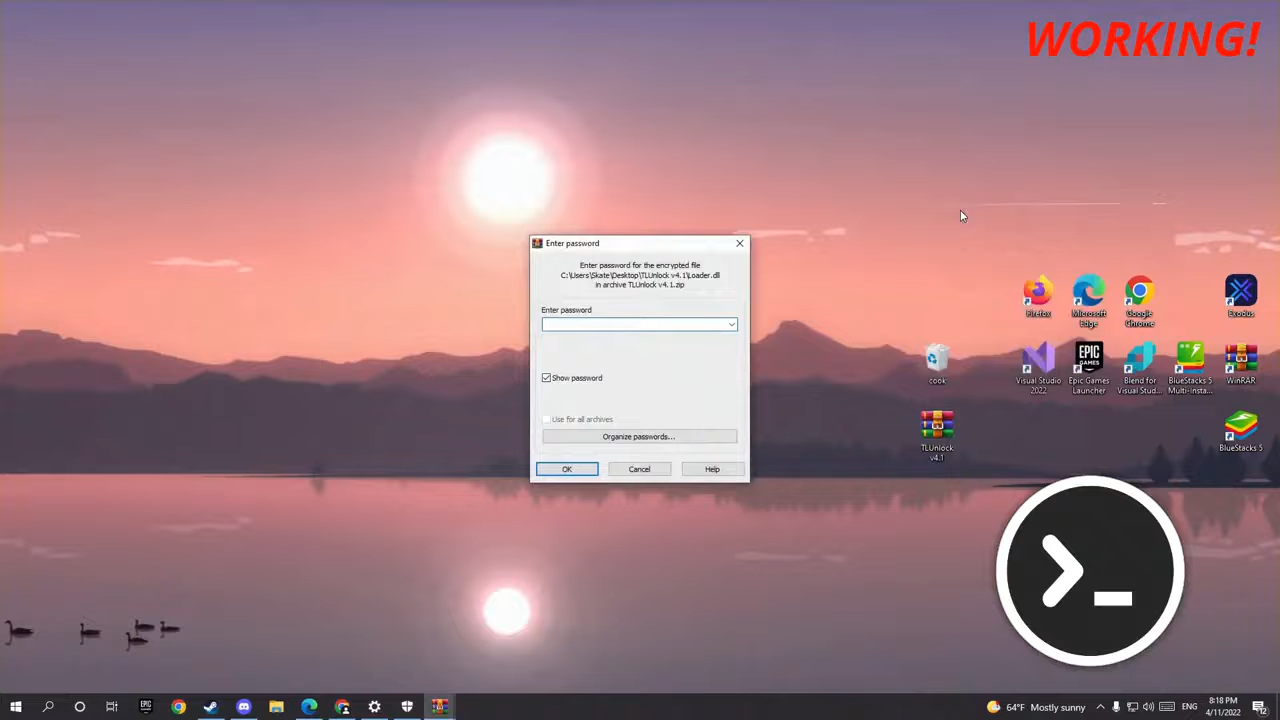 WORKING!
Enter password
Enter password for the encrypted file
C:\Users\Skate\Desktop\TLUnlock v4.1\Loader.dll
in archive TLUnlock v4.1.zip
Enter password
Show password
Use for all archives
Organize passwords...
OK
Cancel
Help
Firefox
Microsoft
Edge
Google
Chrome
Exodus
cook
Visual Studio
2022
EPIC
GAMES
Epic Games
Launcher
Blend for
Visual Stud...
BlueStacks 5
Multi-insta...
WinRAR
TLUnlock
v4.1
BlueStacks 5
EPIC
64°F Mostly sunny
ENG
8:18 PM
4/11/2022
12